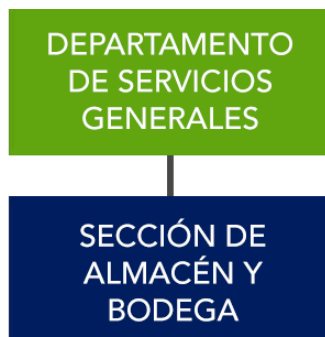 DEPARTAMENTO
DE SERVICIOS
GENERALES
SECCIÓN DE
ALMACÉN Y
BODEGA